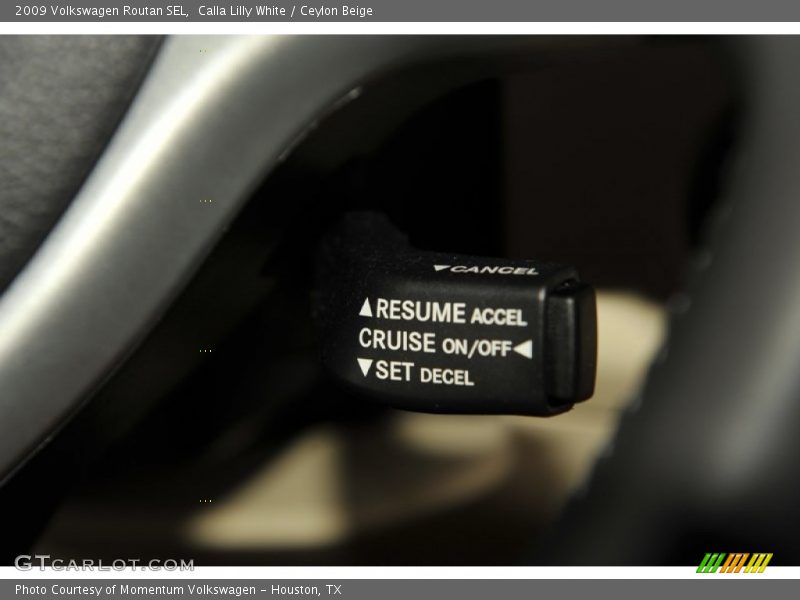 2009 Volkswagen Routan SEL,  Calla Lilly White / Ceylon Beige
▼CANCEL
▲RESUME ACCEL
CRUISE ON/OFF◀
▼SET DECEL
GTCARLOT.COM
Photo Courtesy of Momentum Volkswagen - Houston, TX